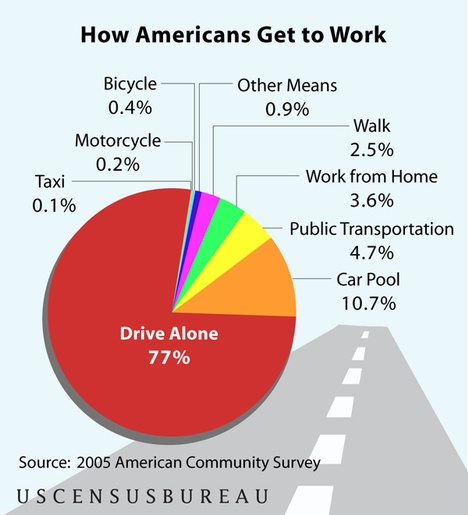 How Americans Get to Work
Bicycle
0.4%
Other Means
0.9%
Motorcycle
0.2%
Walk
2.5%
Taxi
0.1%
Work from Home
3.6%
Public Transportation
4.7%
Car Pool
10.7%
Drive Alone
77%
Source: 2005 American Community Survey
USCENSUSBUREAU